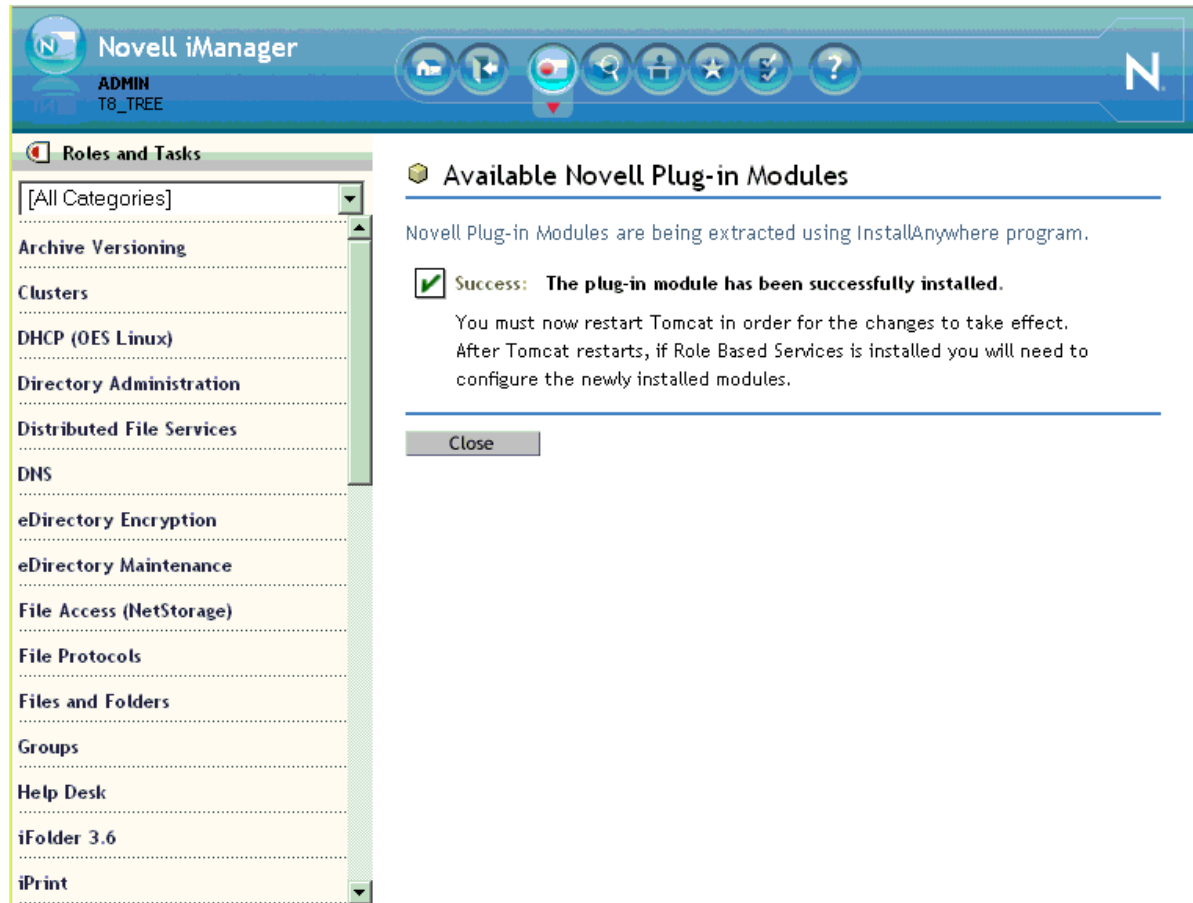 Novell iManager
ADMIN
T8_TREE
N
Roles and Tasks
[All Categories]
Archive Versioning
Clusters
DHCP (OES Linux)
Directory Administration
Distributed File Services
DNS
eDirectory Encryption
eDirectory Maintenance
File Access (NetStorage)
File Protocols
Files and Folders
Groups
Help Desk
iFolder 3.6
iPrint
Available Novell Plug-in Modules
Novell Plug-in Modules are being extracted using InstallAnywhere program.
Success: The plug-in module has been successfully installed.
You must now restart Tomcat in order for the changes to take effect.
After Tomcat restarts, if Role Based Services is installed you will need to
configure the newly installed modules.
Close